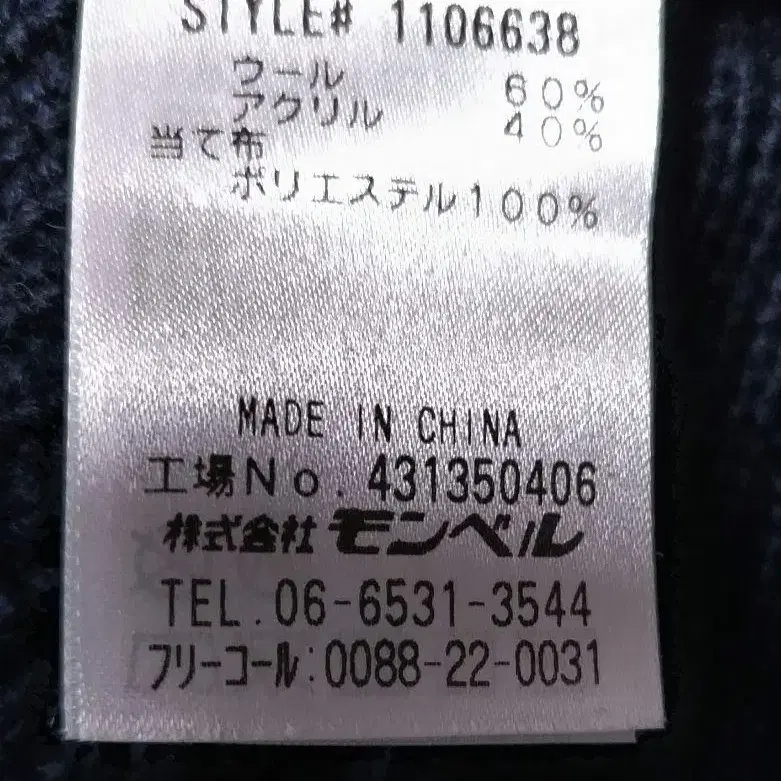 STYLE# 1106638
ウール 60%
アクリル 40%
当て布
ポリエステル100%
MADE IN CHINA
工場No. 431350406
株式会社モンベル
TEL.06-6531-3544
フリーコール:0088-22-0031